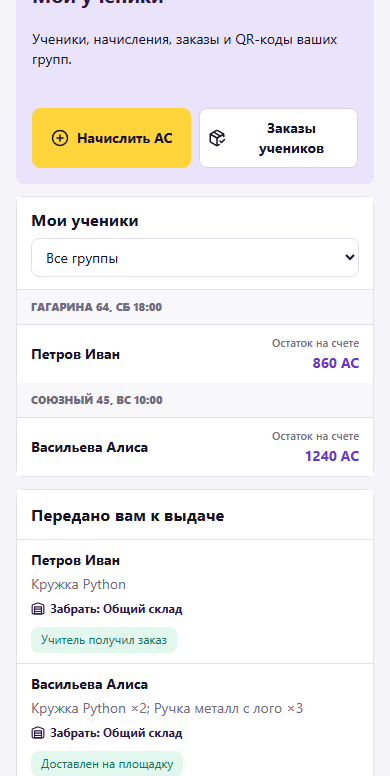 Мои ученики
Ученики, начисления, заказы и QR-коды ваших
групп.
Начислить АС
Заказы
учеников
Мои ученики
Все группы
ГАГАРИНА 64, СБ 18:00
Петров Иван
Остаток на счете
860 АС
СОЮЗНЫЙ 45, ВС 10:00
Васильева Алиса
Остаток на счете
1240 АС
Передано вам к выдаче
Петров Иван
Кружка Python
Забрать: Общий склад
Учитель получил заказ
Васильева Алиса
Кружка Python ×2; Ручка металл с лого ×3
Забрать: Общий склад
Доставлен на площадку